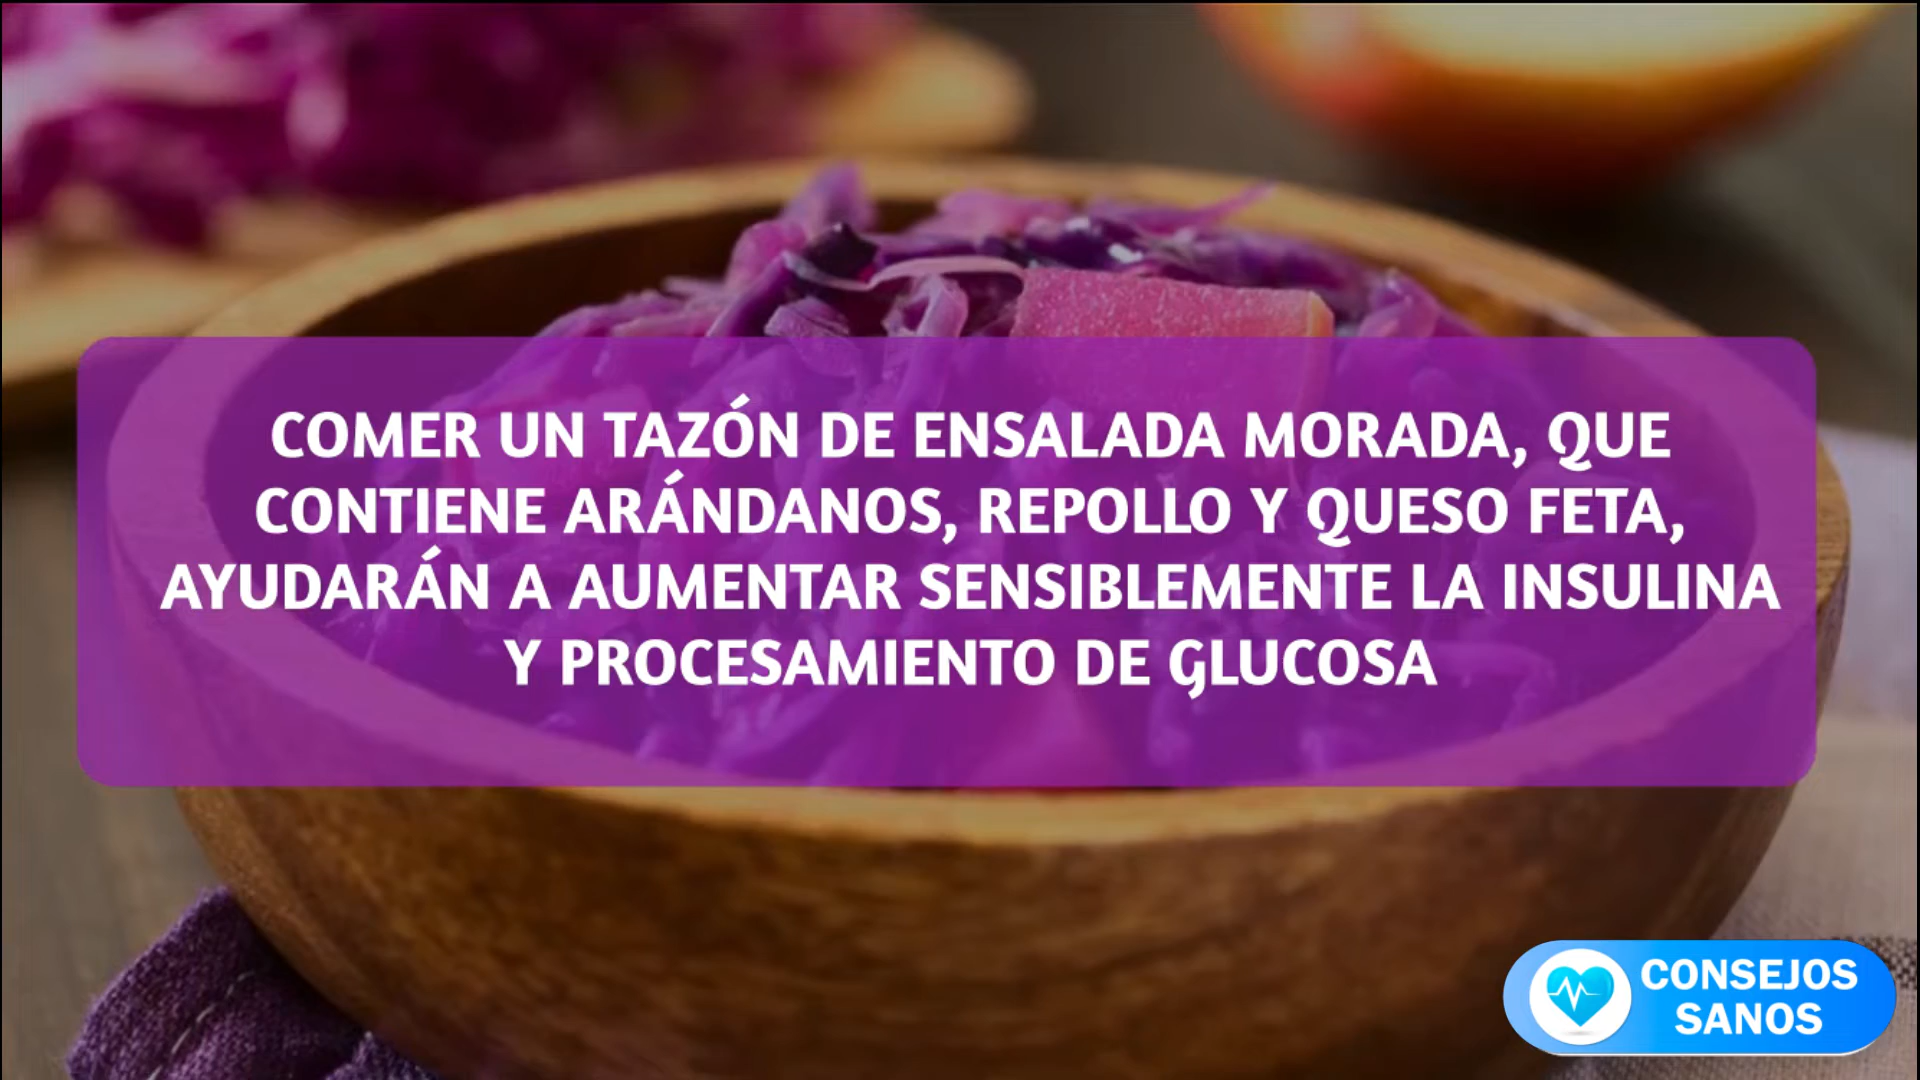 COMER UN TAZÓN DE ENSALADA MORADA, QUE
CONTIENE ARÁNDANOS, REPOLLO Y QUESO FETA,
AYUDARÁN A AUMENTAR SENSIBLEMENTE LA INSULINA
Y PROCESAMIENTO DE GLUCOSA
CONSEJOS
SANOS